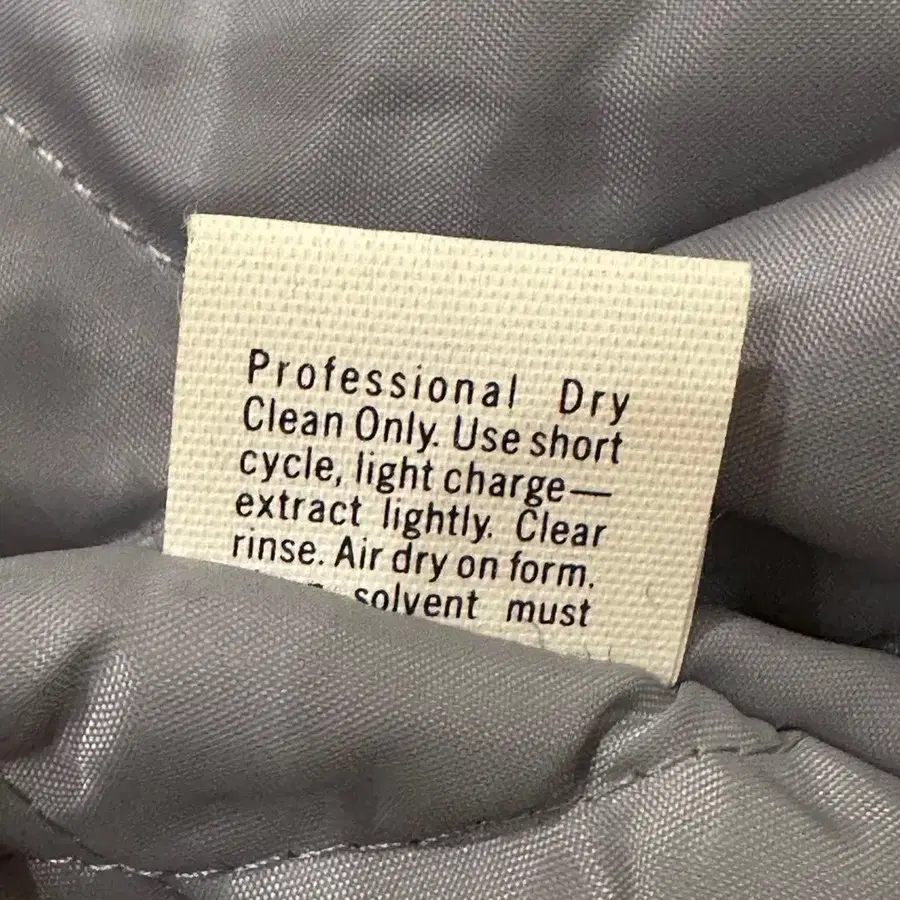 Professional Dry
Clean Only. Use short
cycle, light charge—
extract lightly. Clear
rinse. Air dry on form.
solvent must